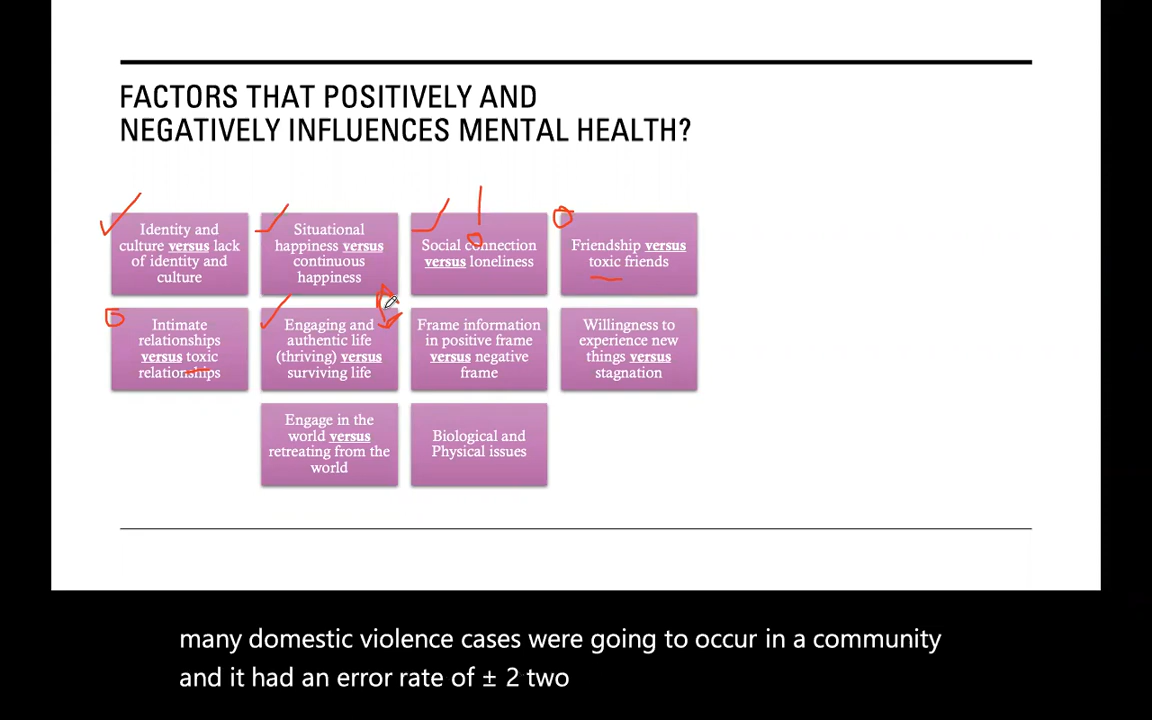 FACTORS THAT POSITIVELY AND
NEGATIVELY INFLUENCES MENTAL HEALTH?
Identity and
culture versus lack
of identity and
culture
Situational
happiness versus
continuous
happiness
Social connection
versus loneliness
Friendship versus
toxic friends
Intimate
relationships
versus toxic
relationships
Engaging and
authentic life
(thriving) versus
surviving life
Frame information
in positive frame
versus negative
frame
Willingness to
experience new
things versus
stagnation
Engage in the
world versus
retreating from the
world
Biological and
Physical issues
many domestic violence cases were going to occur in a community
and it had an error rate of ± 2 two